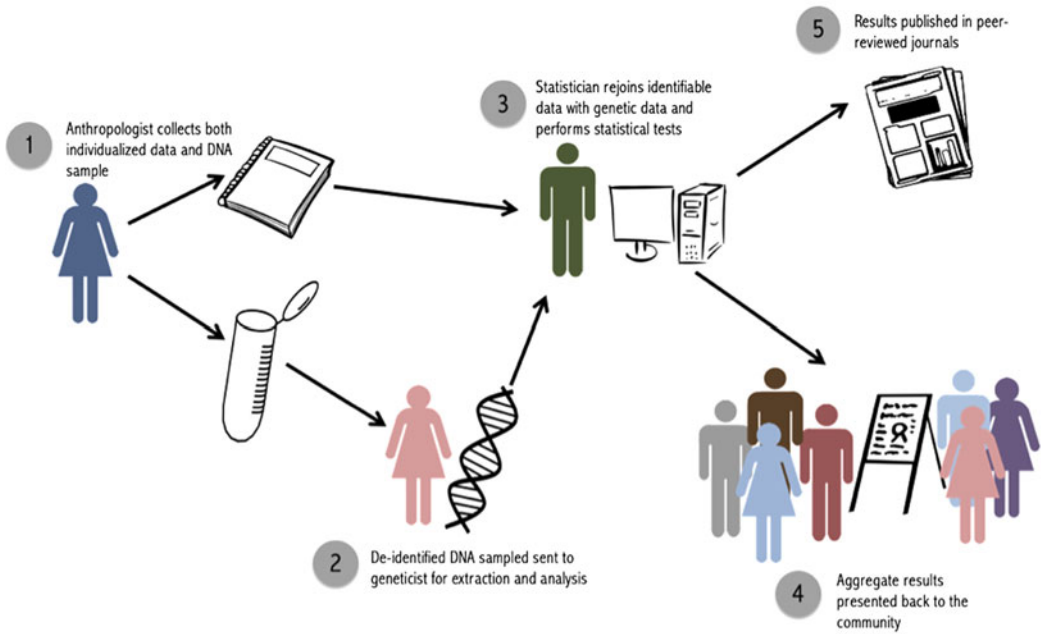 1
Anthropologist collects both
individualized data and DNA
sample
2
De-identified DNA sampled sent to
geneticist for extraction and analysis
3
Statistician rejoins identifiable
data with genetic data and
performs statistical tests
4
Aggregate results
presented back to the
community
5
Results published in peer-
reviewed journals